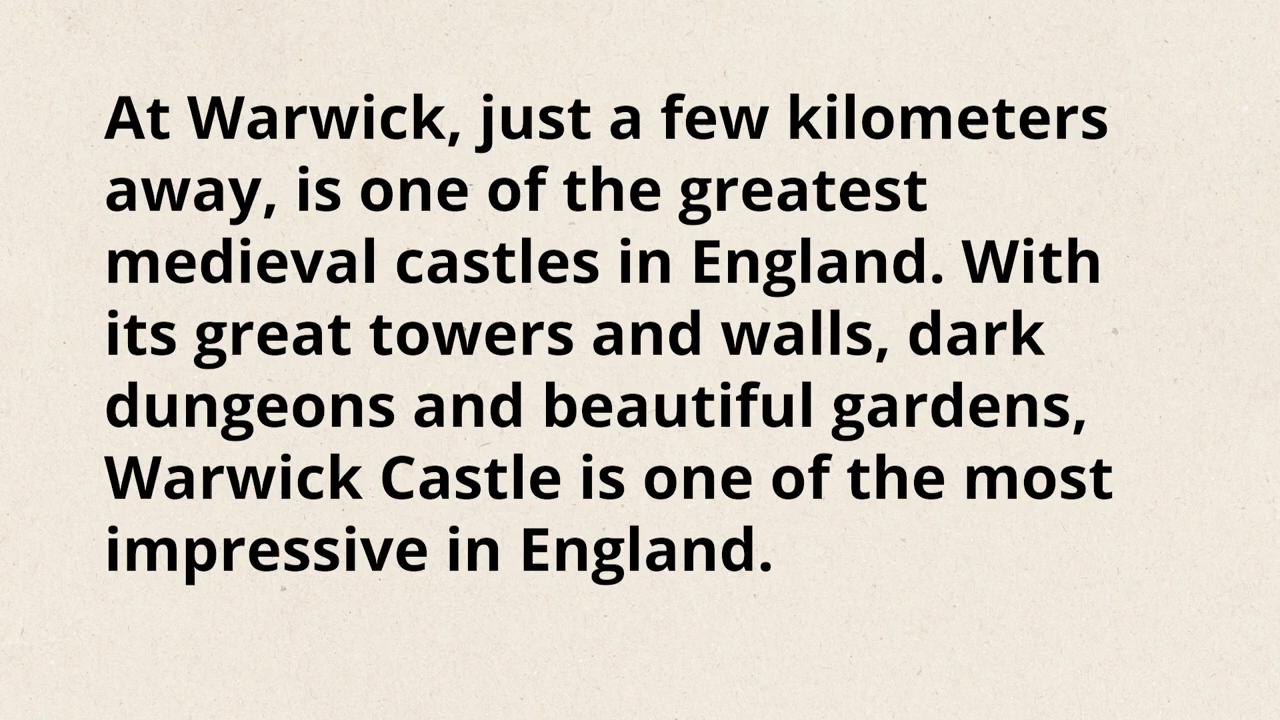 At Warwick, just a few kilometers
away, is one of the greatest
medieval castles in England. With
its great towers and walls, dark
dungeons and beautiful gardens,
Warwick Castle is one of the most
impressive in England.